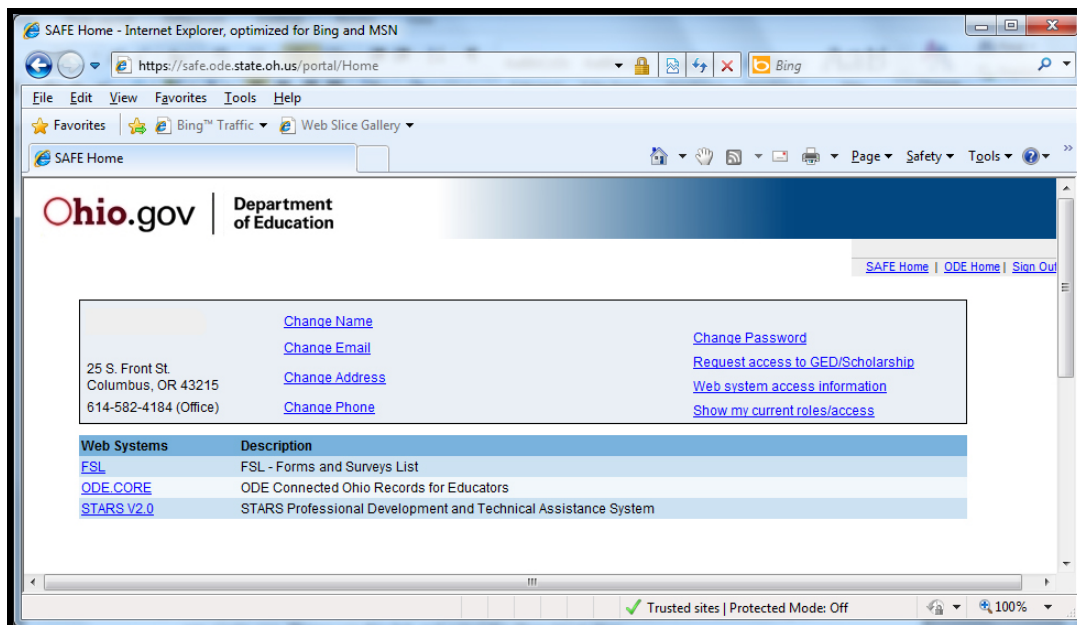 SAFE Home - Internet Explorer, optimized for Bing and MSN
https://safe.ode.state.oh.us/portal/Home
Bing
File Edit View Favorites Tools Help
Favorites Bing™ Traffic Web Slice Gallery
SAFE Home Page Safety Tools
Ohio.gov Department of Education
SAFE Home | ODE Home | Sign Out
Change Name
Change Email
Change Address
Change Phone
25 S. Front St.
Columbus, OR 43215
614-582-4184 (Office)
Change Password
Request access to GED/Scholarship
Web system access information
Show my current roles/access
Web Systems Description
FSL FSL - Forms and Surveys List
ODE.CORE ODE Connected Ohio Records for Educators
STARS V2.0 STARS Professional Development and Technical Assistance System
Trusted sites | Protected Mode: Off 100%